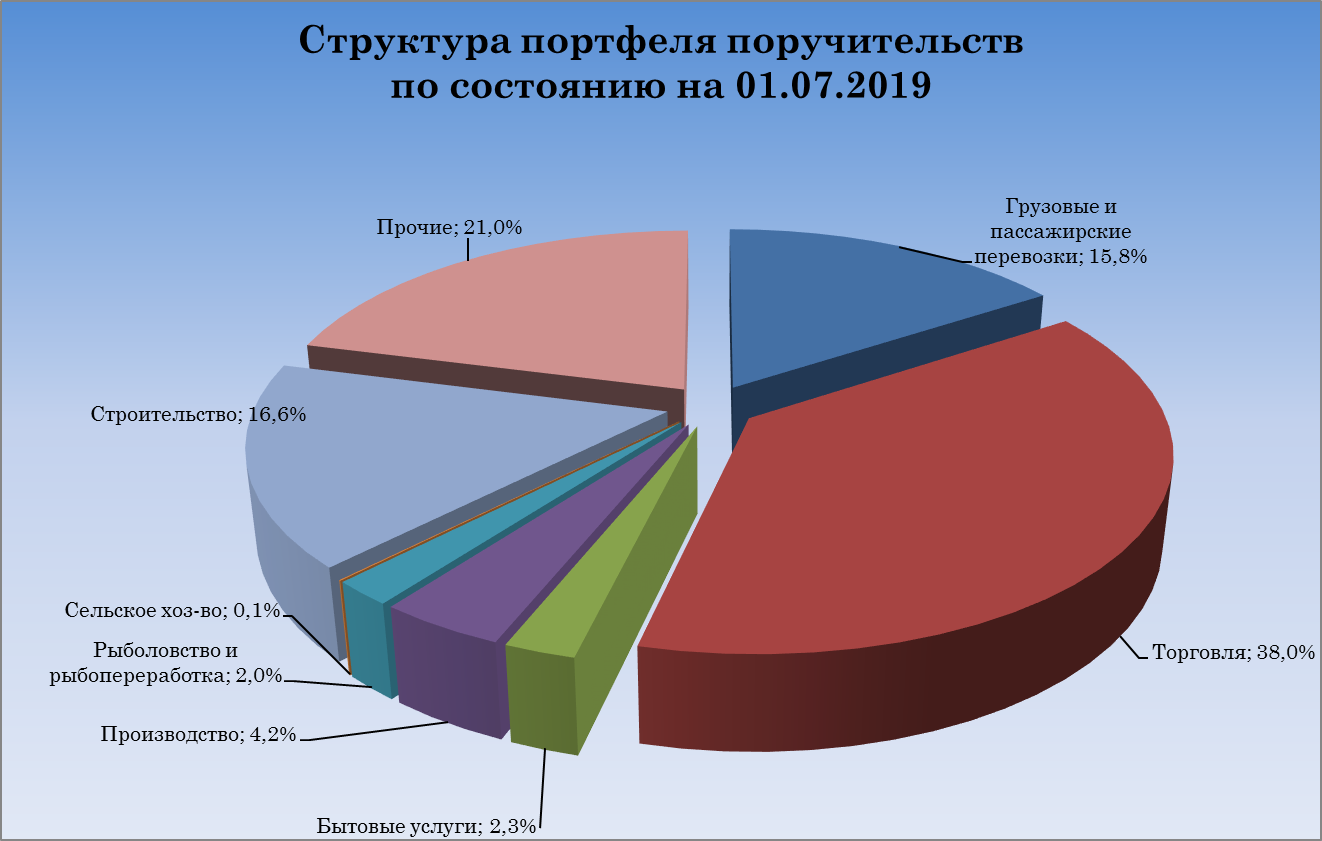 Структура портфеля поручительств
по состоянию на 01.07.2019
Грузовые и
пассажирские
перевозки; 15,8%
Прочие; 21,0%
Строительство; 16,6%
Сельское хоз-во; 0,1%
Рыболовство и
рыбопереработка; 2,0%
Торговля; 38,0%
Производство; 4,2%
Бытовые услуги; 2,3%